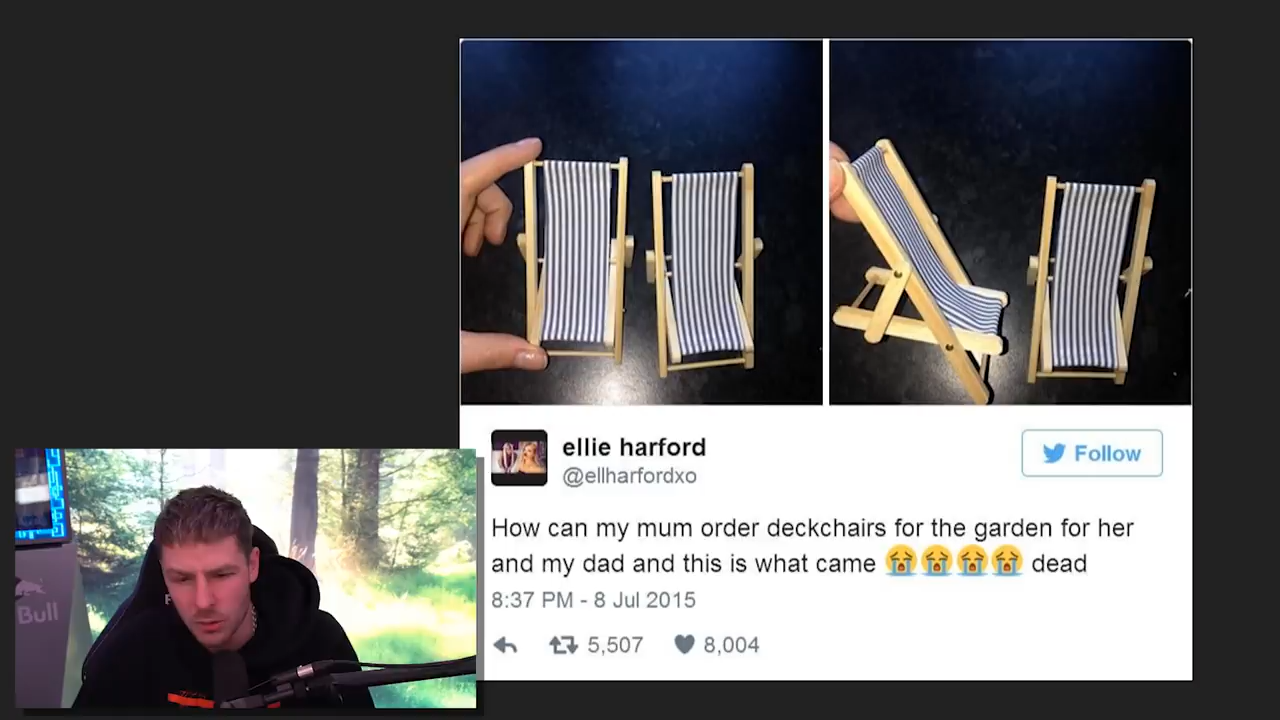 ellie harford
@ellharfordxo
Follow
How can my mum order deckchairs for the garden for her
and my dad and this is what came 😭😭😭😭 dead
8:37 PM - 8 Jul 2015
5,507 8,004
Bull